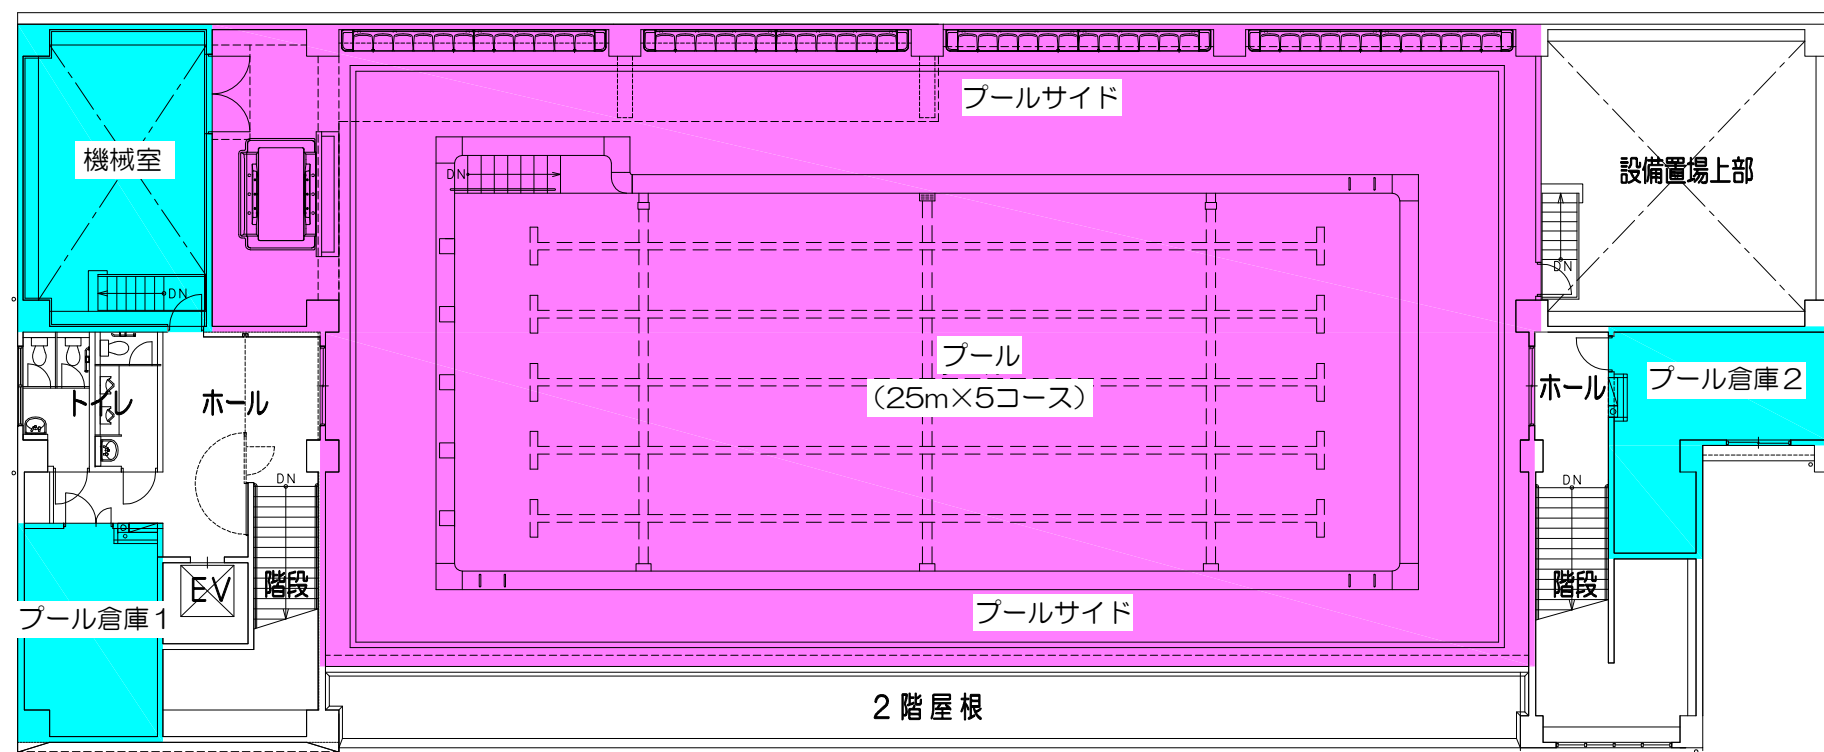 プールサイド
機械室
設備置場上部
DN
DN
DN
プール
(25m×5コース)
プール倉庫2
トイレ
ホール
ホール
DN
DN
EV
階段
階段
プール倉庫1
プールサイド
2階屋根